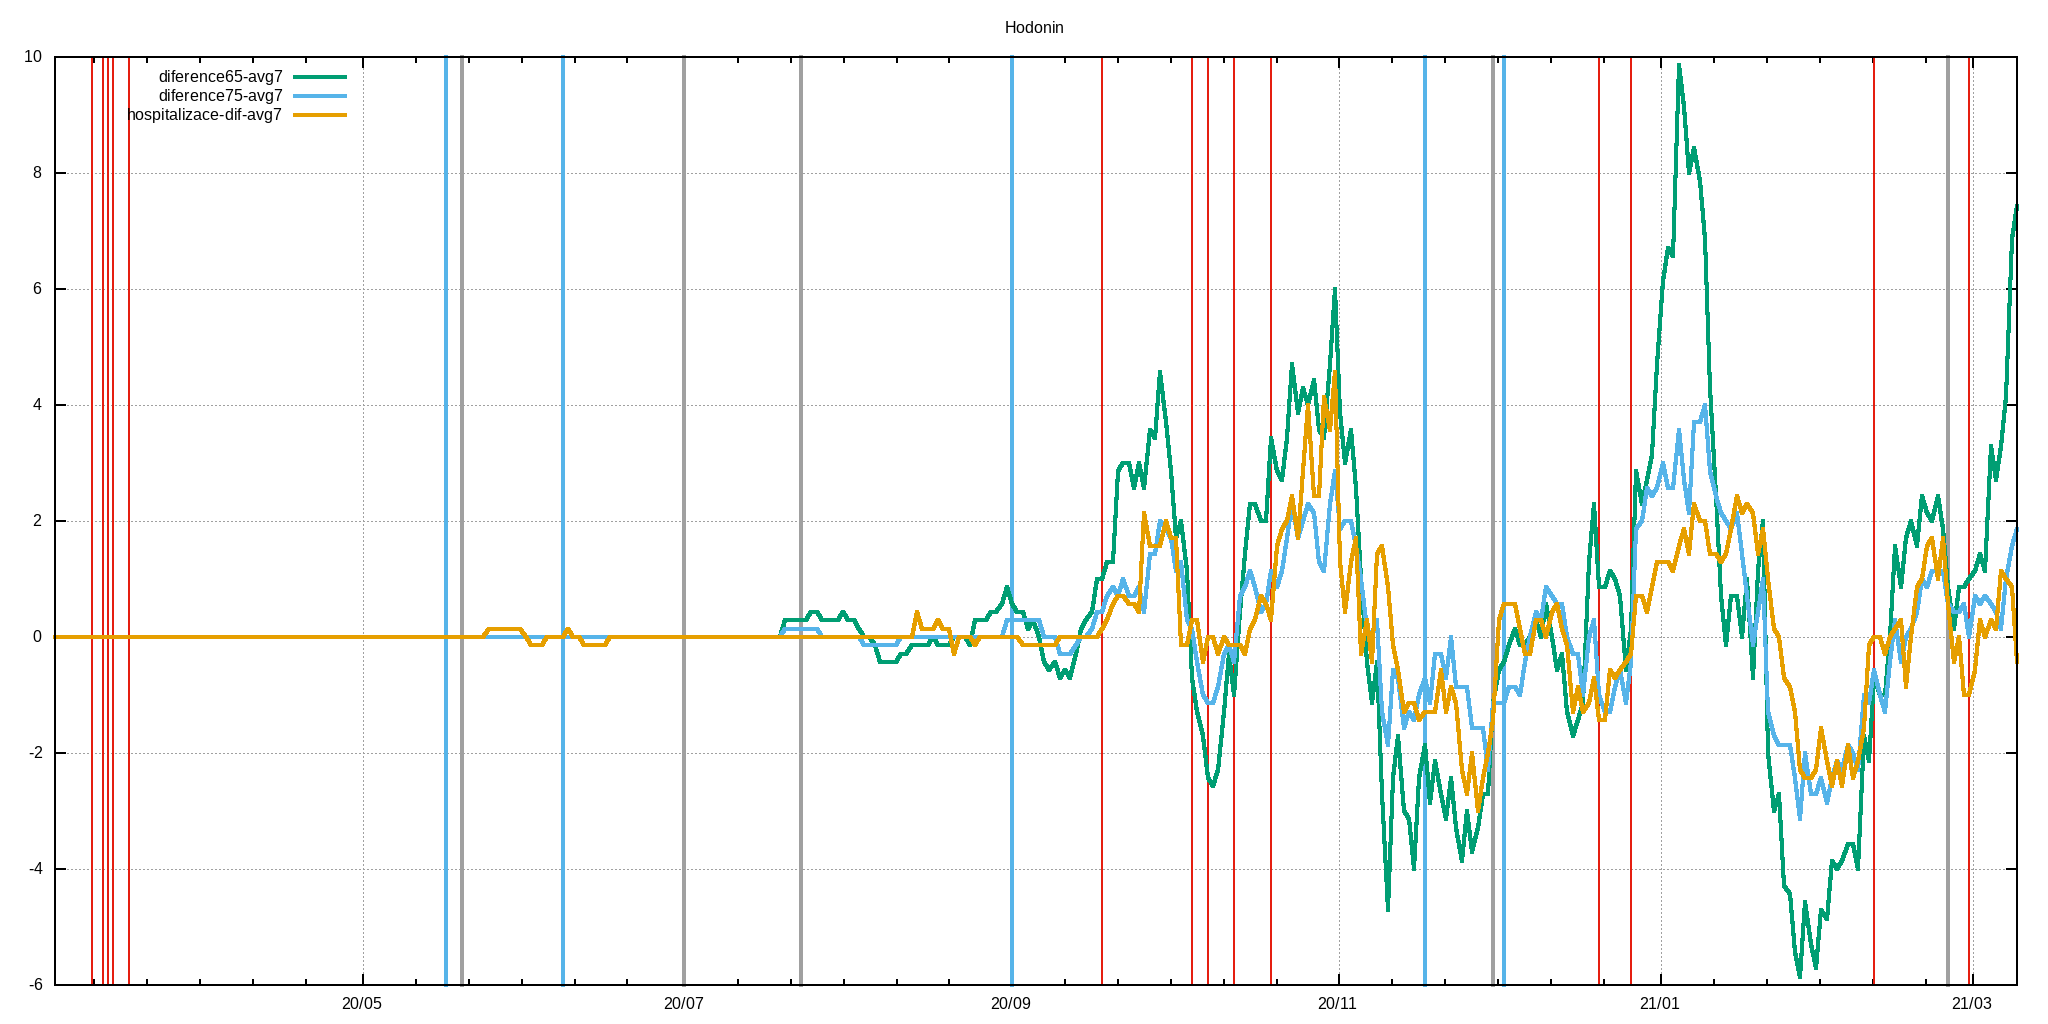 Hodonin
diference65-avg7
diference75-avg7
hospitalizace-dif-avg7
10
8
6
4
2
0
-2
-4
-6
20/05 20/07 20/09 20/11 21/01 21/03